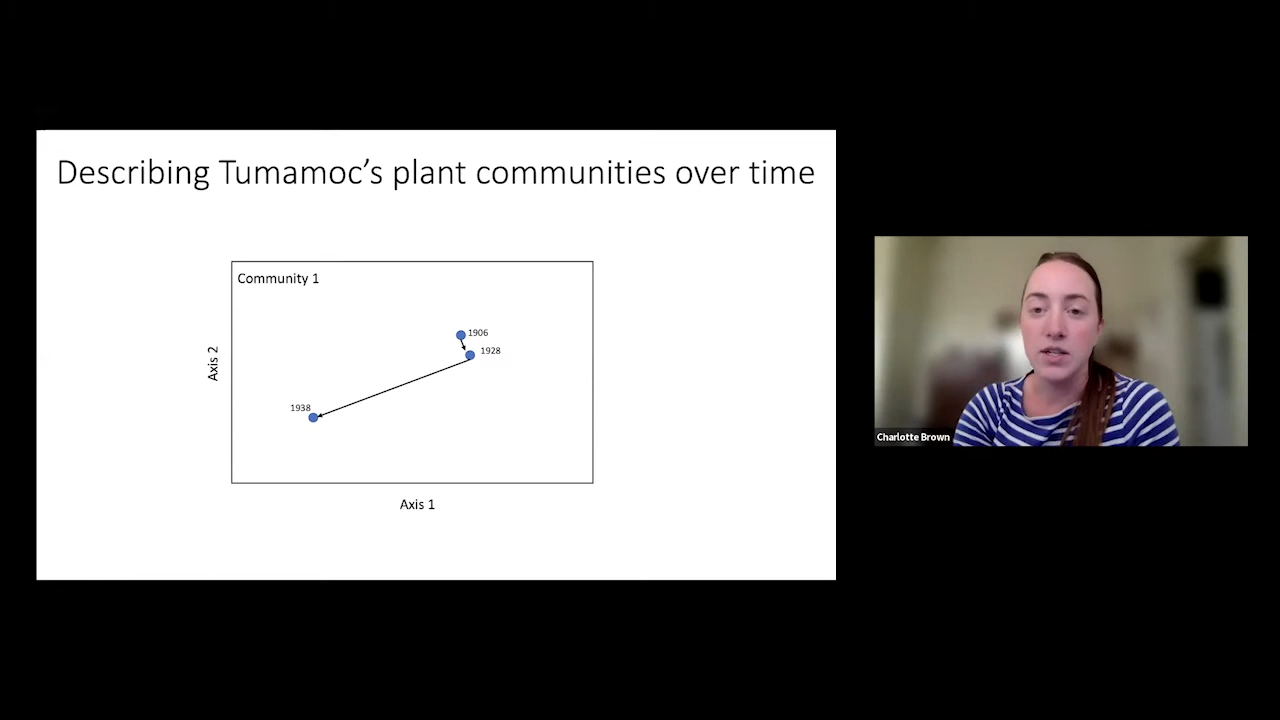 Describing Tumamoc's plant communities over time
Community 1
1906
1928
1938
Axis 2
Axis 1
Charlotte Brown